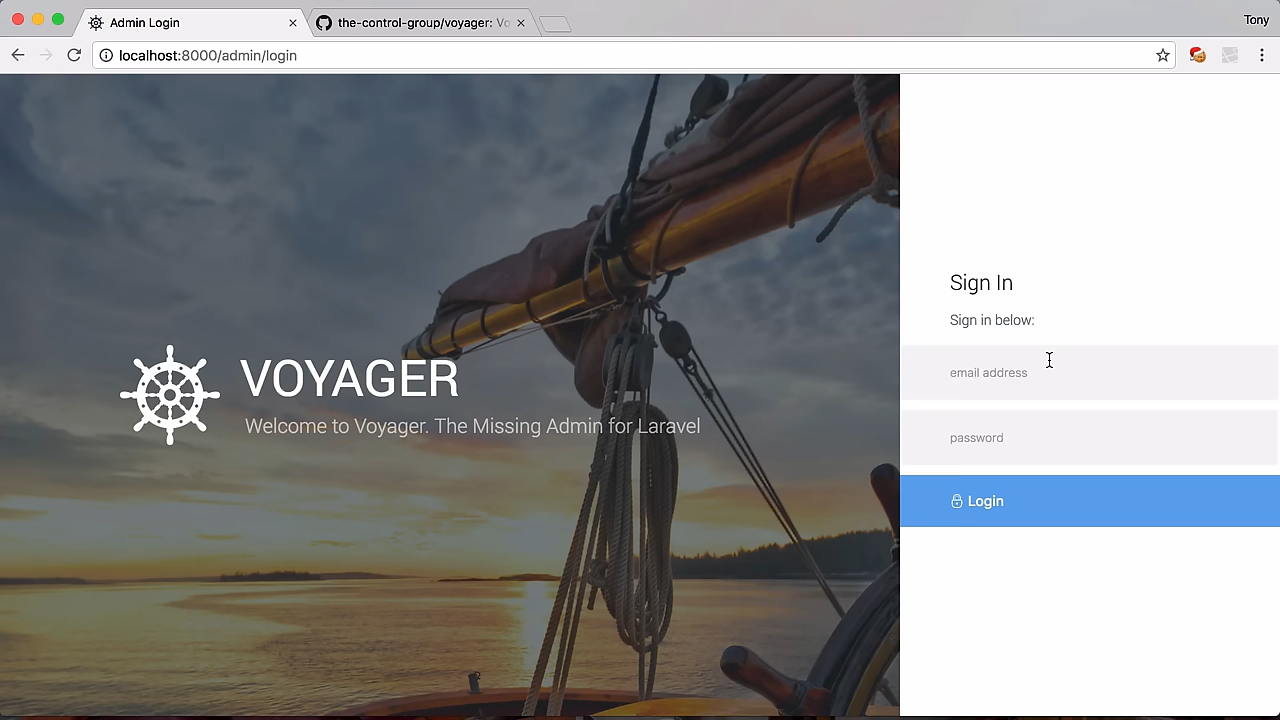 Admin Login
the-control-group/voyager: Vo
Tony
localhost:8000/admin/login
VOYAGER
Welcome to Voyager. The Missing Admin for Laravel
Sign In
Sign in below:
email address
password
Login